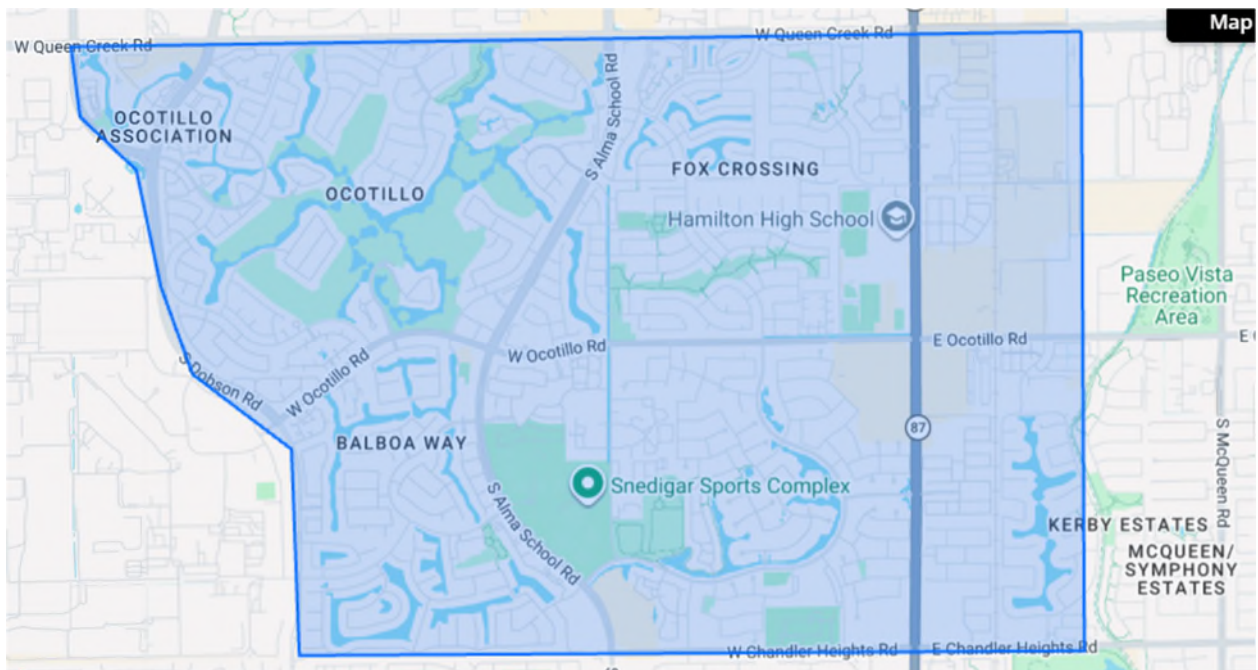 Map
W Queen Creek Rd
W Queen Creek Rd
OCOTILLO
ASSOCIATION
S Alma School Rd
OCOTILLO
FOX CROSSING
Hamilton High School
Paseo Vista
Recreation
Area
W Ocotillo Rd
E Ocotillo Rd
S Dobson Rd
W Ocotillo Rd
BALBOA WAY
87
Snedigar Sports Complex
S Alma School Rd
S McQueen Rd
KERBY ESTATES
MCQUEEN/
SYMPHONY
ESTATES
W Chandler Heights Rd
E Chandler Heights Rd